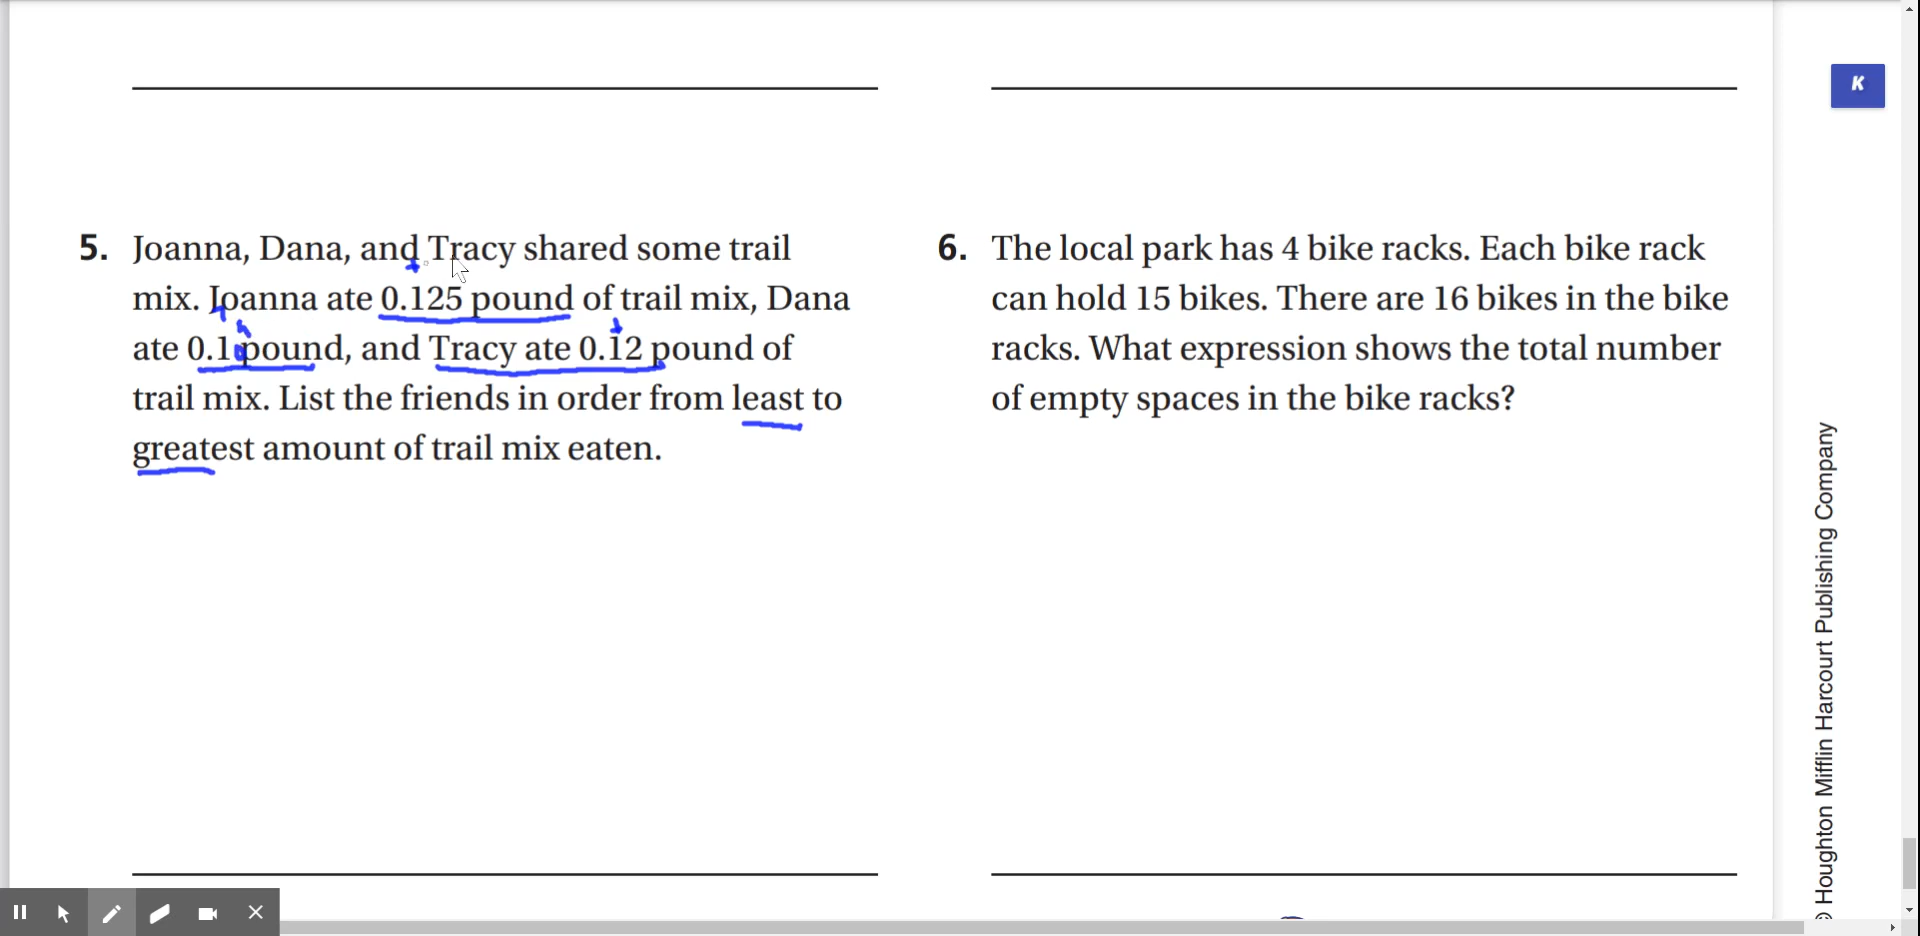 K
5. Joanna, Dana, and Tracy shared some trail
mix. Joanna ate 0.125 pound of trail mix, Dana
ate 0.1 pound, and Tracy ate 0.12 pound of
trail mix. List the friends in order from least to
greatest amount of trail mix eaten.
6. The local park has 4 bike racks. Each bike rack
can hold 15 bikes. There are 16 bikes in the bike
racks. What expression shows the total number
of empty spaces in the bike racks?
© Houghton Mifflin Harcourt Publishing Company